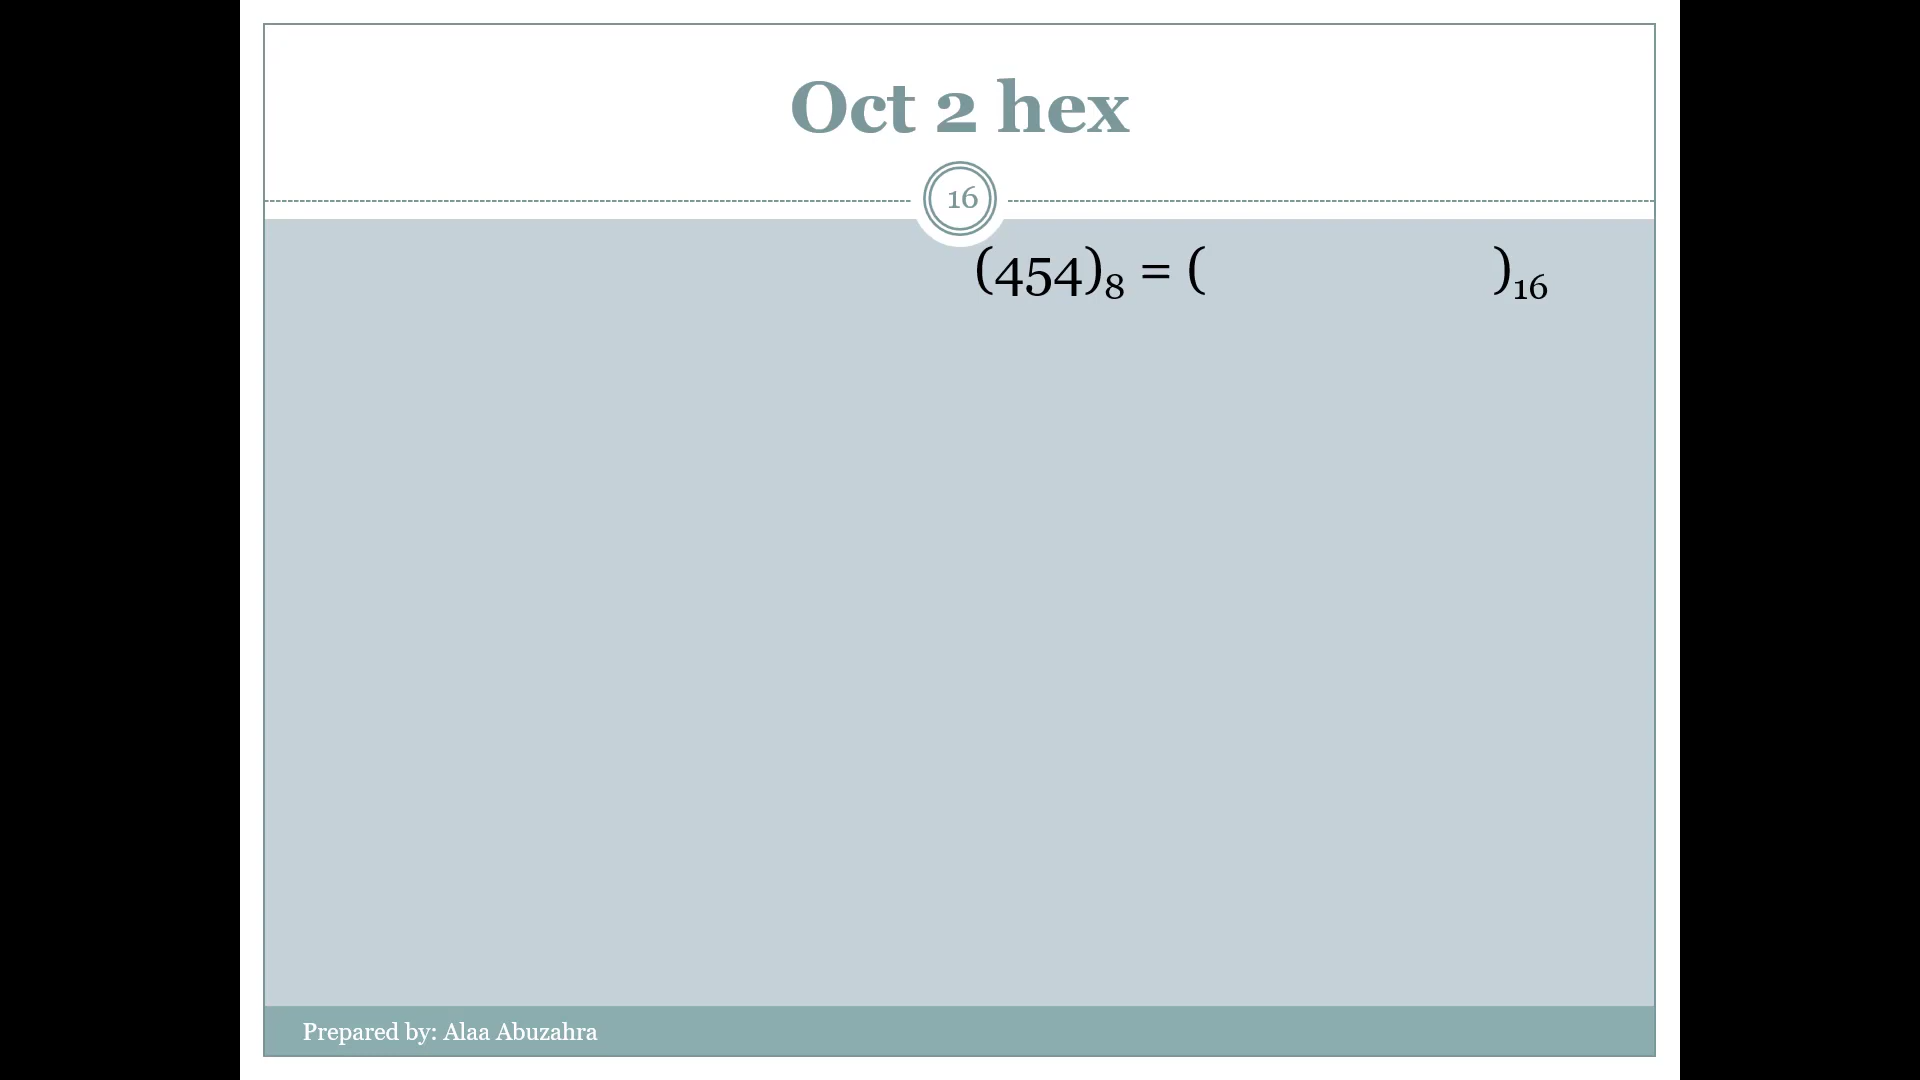 Oct 2 hex
16
(454)₈ = ( )₁₆
Prepared by: Alaa Abuzahra